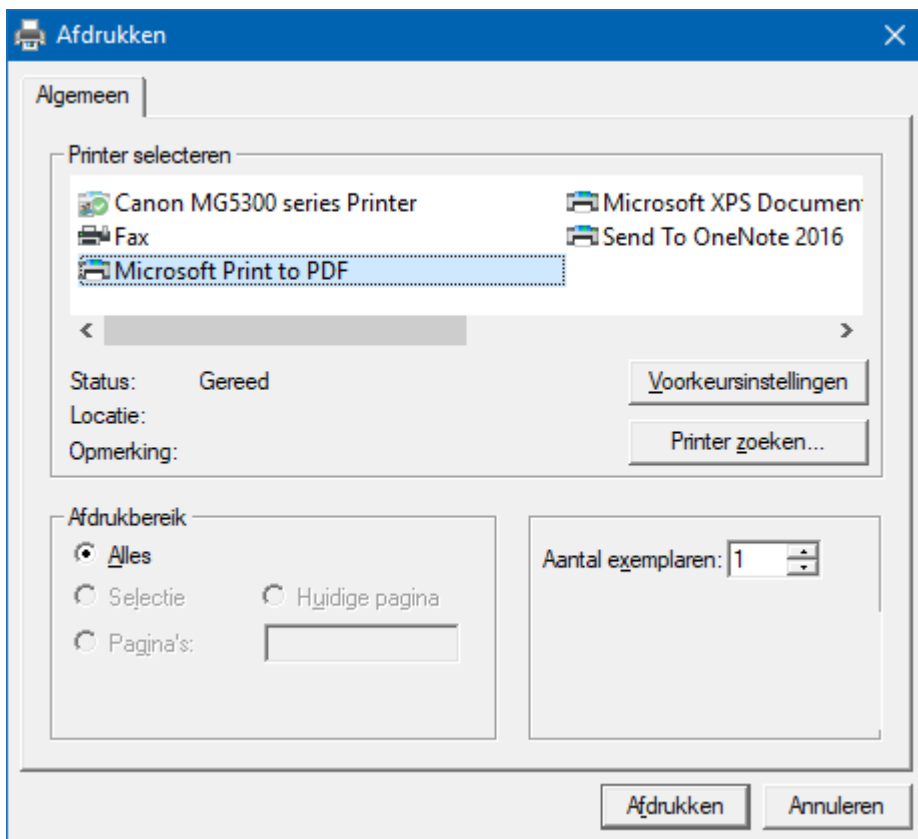 Afdrukken
Algemeen
Printer selecteren
Canon MG5300 series Printer
Fax
Microsoft Print to PDF
Microsoft XPS Documen
Send To OneNote 2016
Status: Gereed
Locatie:
Opmerking:
Voorkeursinstellingen
Printer zoeken...
Afdrukbereik
Alles
Selectie Huidige pagina
Pagina's:
Aantal exemplaren: 1
Afdrukken Annuleren